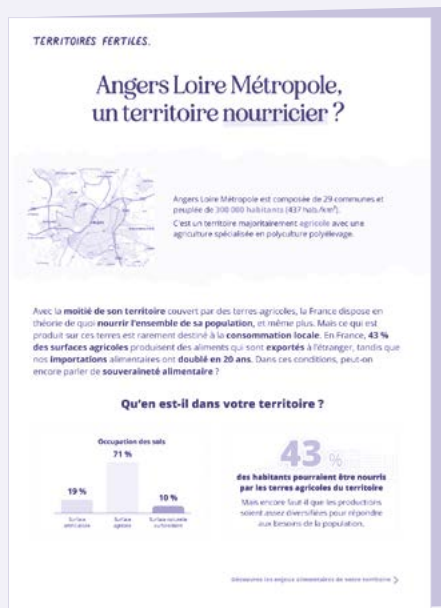 TERRITOIRES FERTILES.
Angers Loire Métropole,
un territoire nourricier ?
Angers Loire Métropole est composée de 29 communes et
peuplée de 300 000 habitants (437 hab./km²).
C'est un territoire majoritairement agricole avec une
agriculture spécialisée en polyculture polyélevage.
Avec la moitié de son territoire couvert par des terres agricoles, la France dispose en
théorie de quoi nourrir l'ensemble de sa population, et même plus. Mais ce qui est
produit sur ces terres est rarement destiné à la consommation locale. En France, 43 %
des surfaces agricoles produisent des aliments qui sont exportés à l'étranger, tandis que
nos importations alimentaires ont doublé en 20 ans. Dans ces conditions, peut-on
encore parler de souveraineté alimentaire ?
Qu'en est-il dans votre territoire ?
Occupation des sols
71 %
19 %
10 %
Surface
artificialisée
Surface
agricole
Surface naturelle
ou forestière
43 %
des habitants pourraient être nourris
par les terres agricoles du territoire
Mais encore faut-il que les productions
soient assez diversifiées pour répondre
aux besoins de la population.
Découvrez les enjeux alimentaires de votre territoire